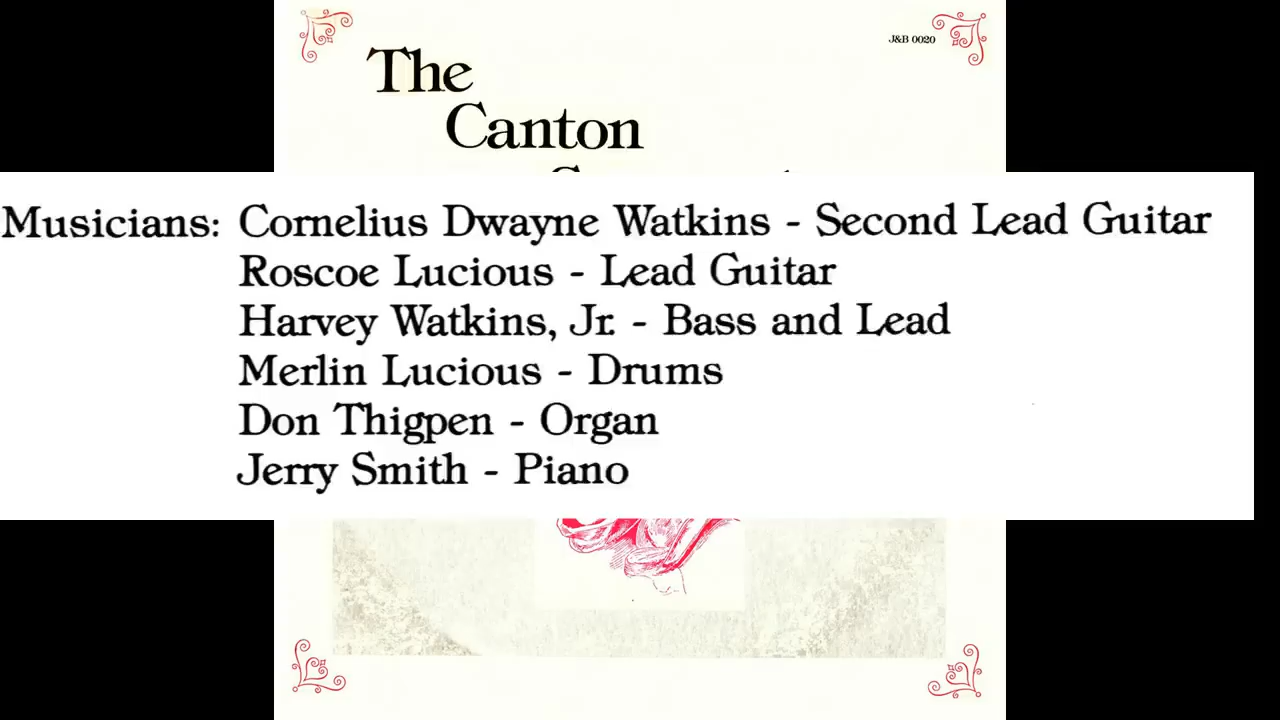 J&B 0020
The
Canton
Musicians: Cornelius Dwayne Watkins - Second Lead Guitar
Roscoe Lucious - Lead Guitar
Harvey Watkins, Jr. - Bass and Lead
Merlin Lucious - Drums
Don Thigpen - Organ
Jerry Smith - Piano